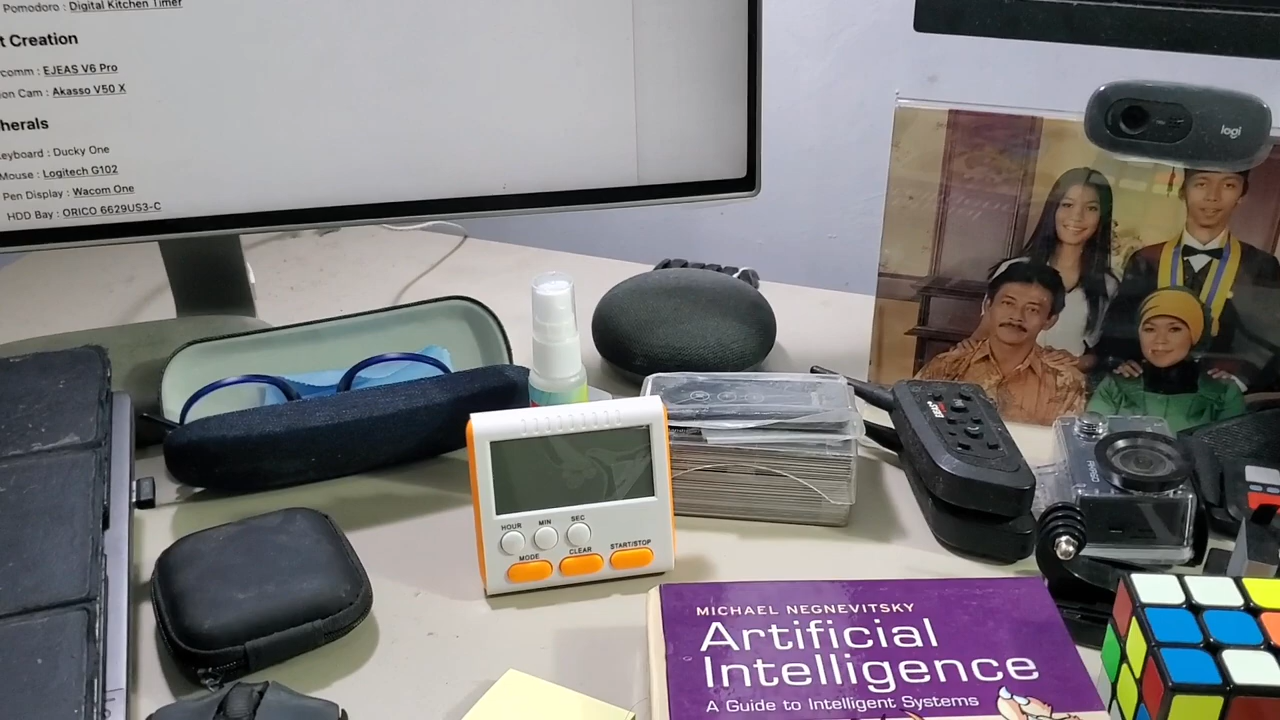 Pomodoro : Digital Kitchen Timer
t Creation
comm : EJEAS V6 Pro
on Cam : Akasso V50 X
herals
eyboard : Ducky One
Mouse : Logitech G102
Pen Display : Wacom One
HDD Bay : ORICO 6629US3-C
logi
HOUR MIN SEC
MODE CLEAR START/STOP
MICHAEL NEGNEVITSKY
Artificial
Intelligence
A Guide to Intelligent Systems